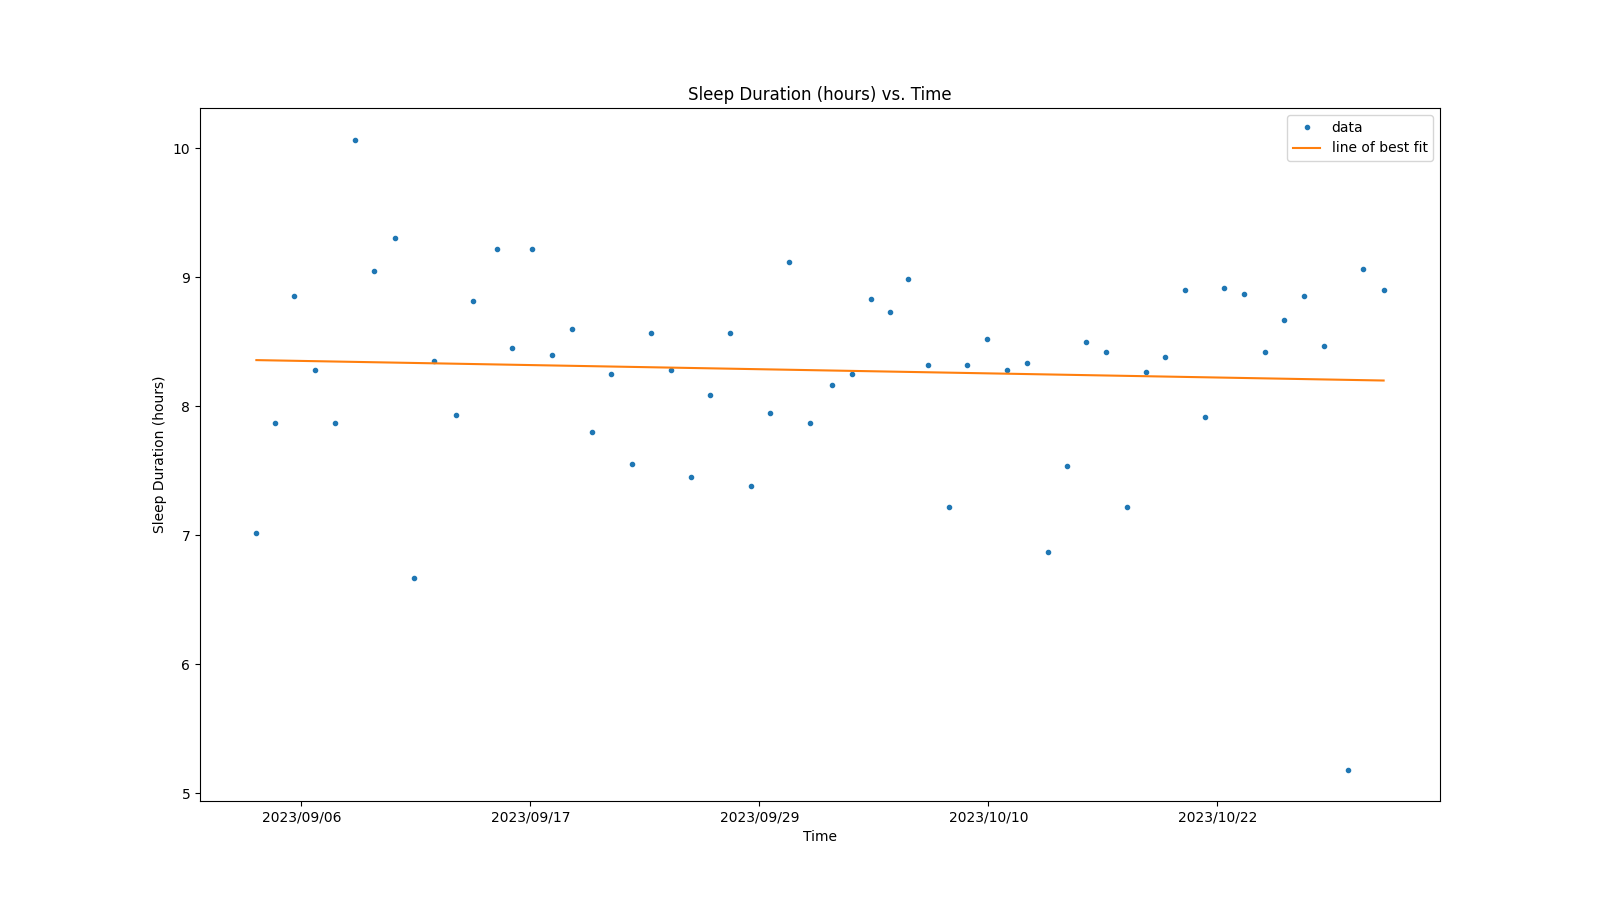 Sleep Duration (hours) vs. Time
data
line of best fit
Sleep Duration (hours)
10
9
8
7
6
5
2023/09/06 2023/09/17 2023/09/29 2023/10/10 2023/10/22
Time